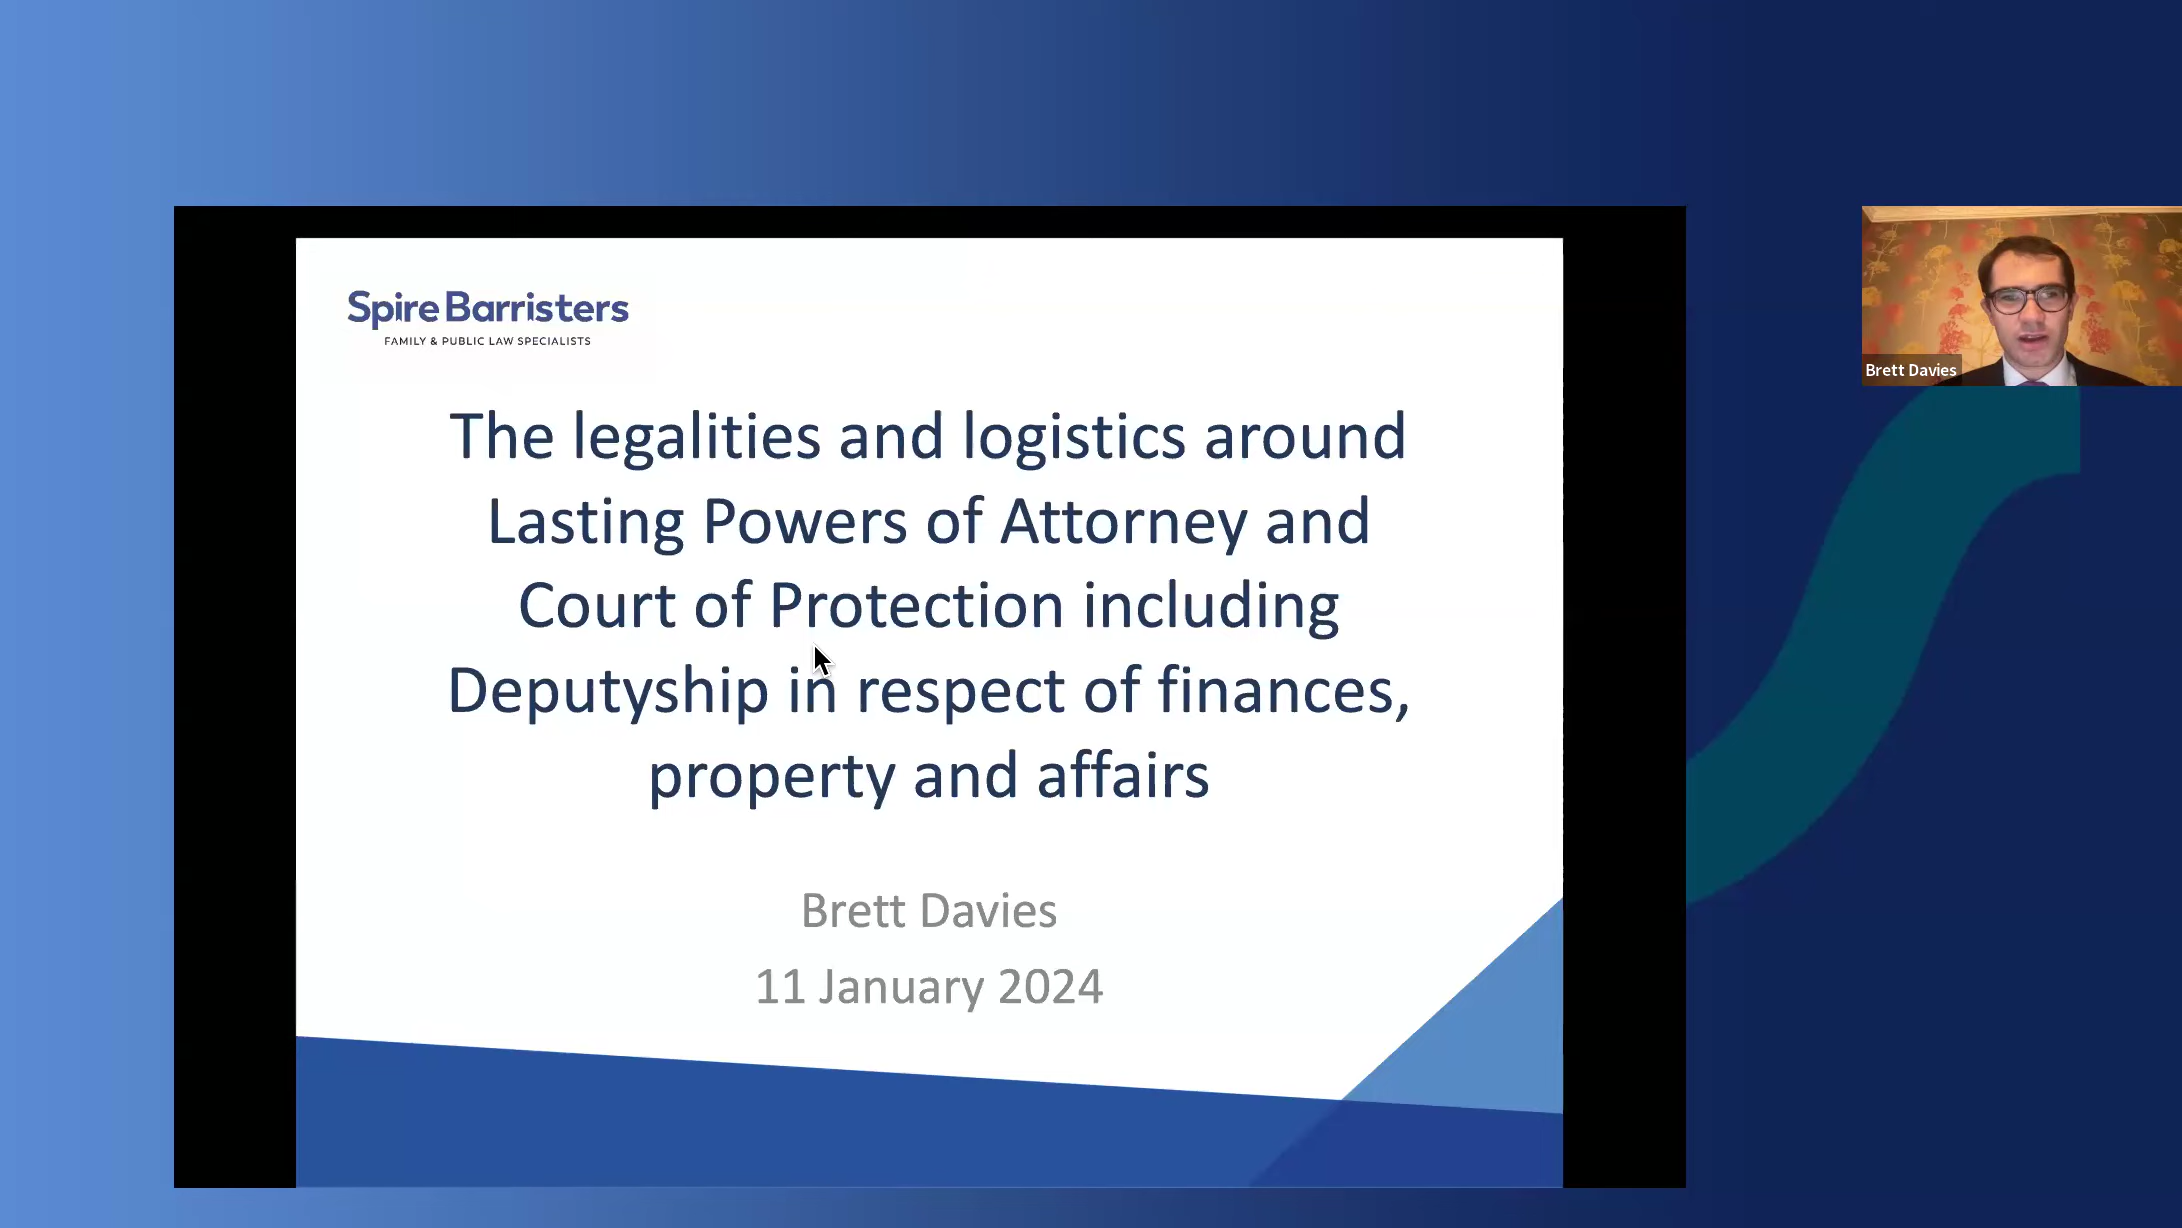 Spire Barristers
FAMILY & PUBLIC LAW SPECIALISTS
The legalities and logistics around
Lasting Powers of Attorney and
Court of Protection including
Deputyship in respect of finances,
property and affairs
Brett Davies
11 January 2024
Brett Davies